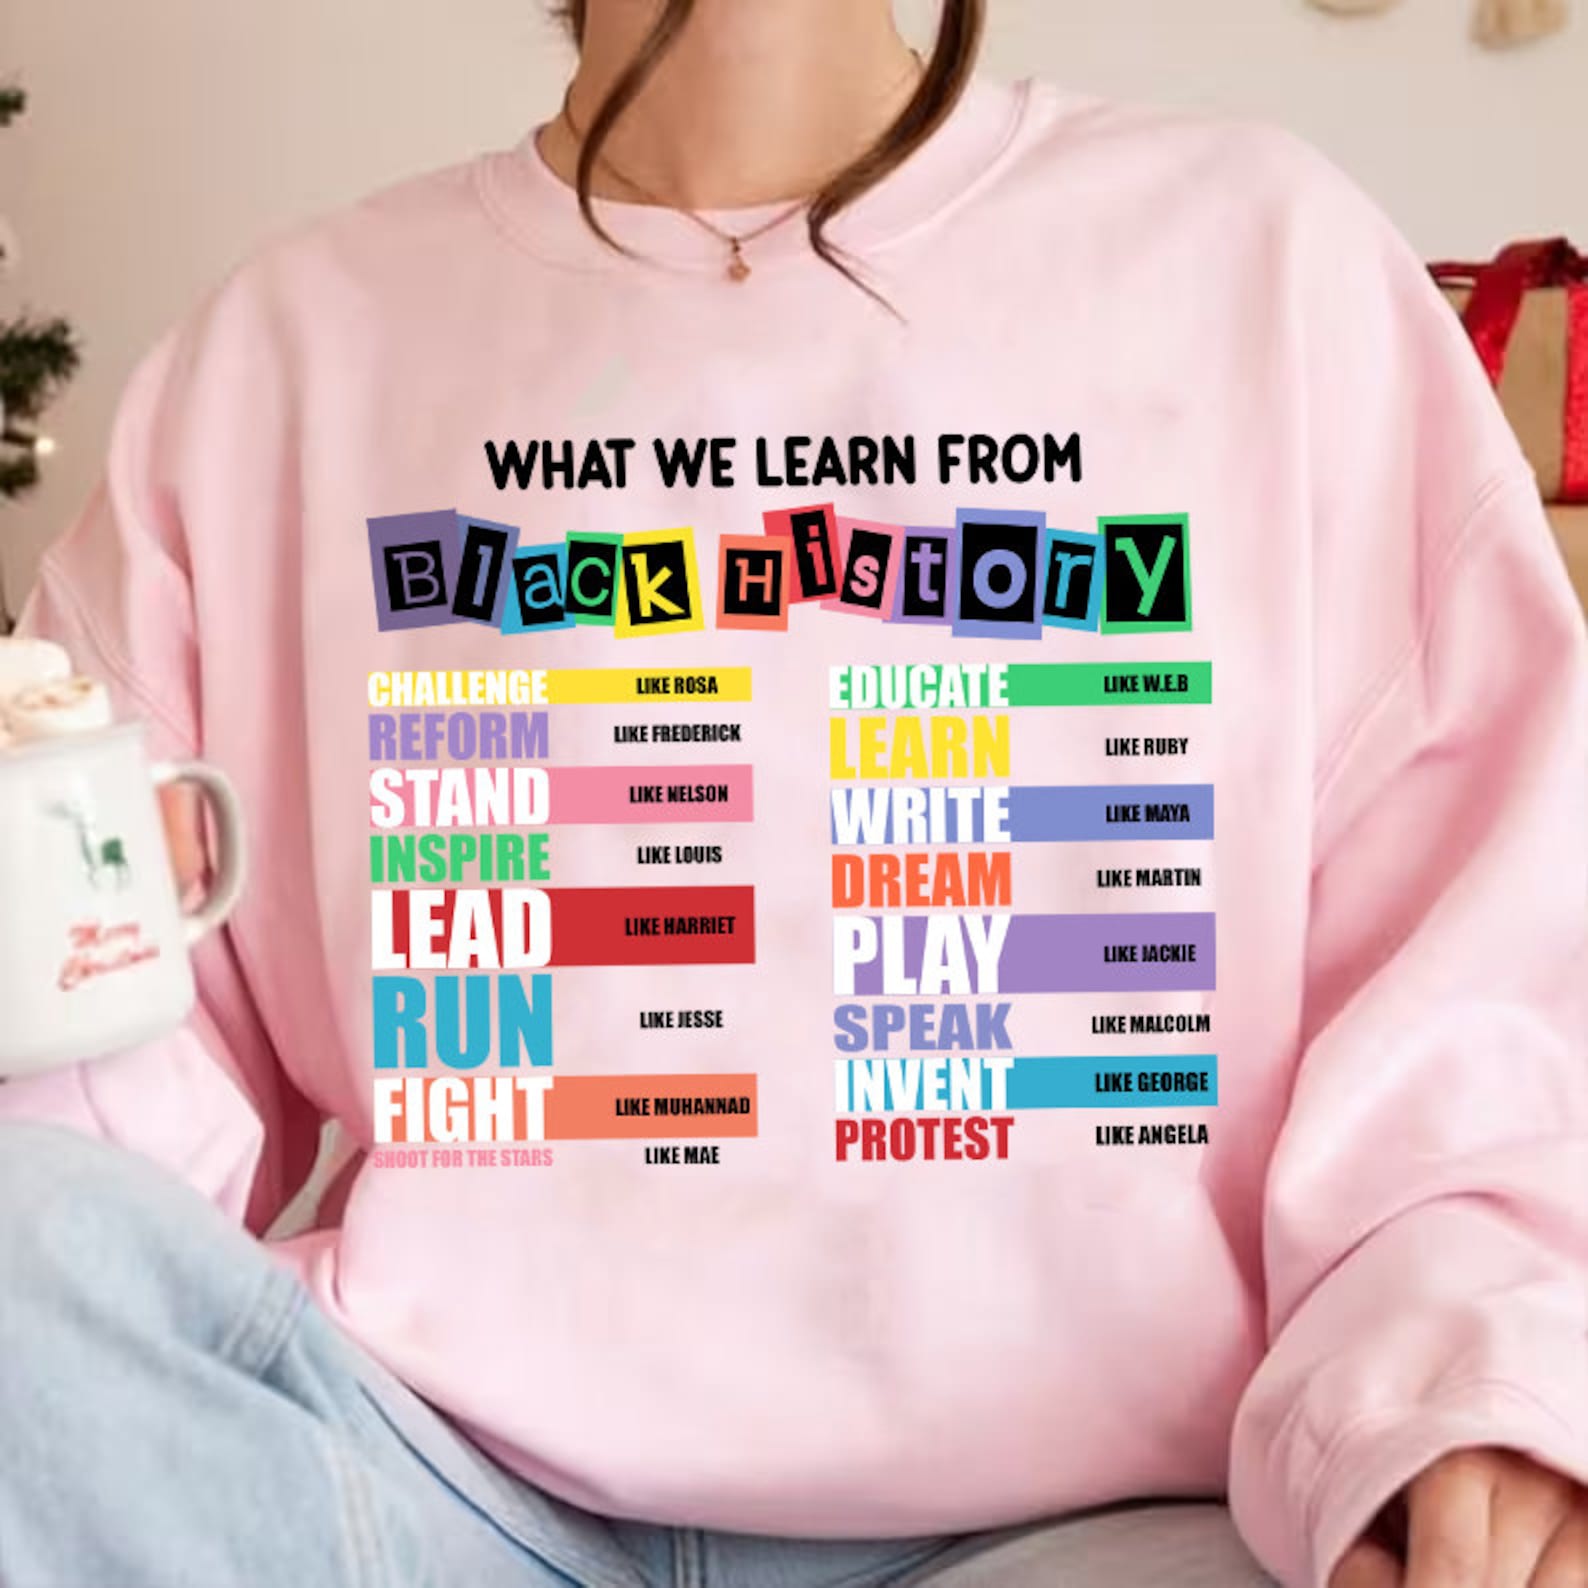 WHAT WE LEARN FROM
Black History
CHALLENGE LIKE ROSA
REFORM LIKE FREDERICK
STAND LIKE NELSON
INSPIRE LIKE LOUIS
LEAD LIKE HARRIET
RUN LIKE JESSE
FIGHT LIKE MUHANNAD
SHOOT FOR THE STARS LIKE MAE
EDUCATE LIKE W.E.B
LEARN LIKE RUBY
WRITE LIKE MAYA
DREAM LIKE MARTIN
PLAY LIKE JACKIE
SPEAK LIKE MALCOLM
INVENT LIKE GEORGE
PROTEST LIKE ANGELA
Merry
Christmas